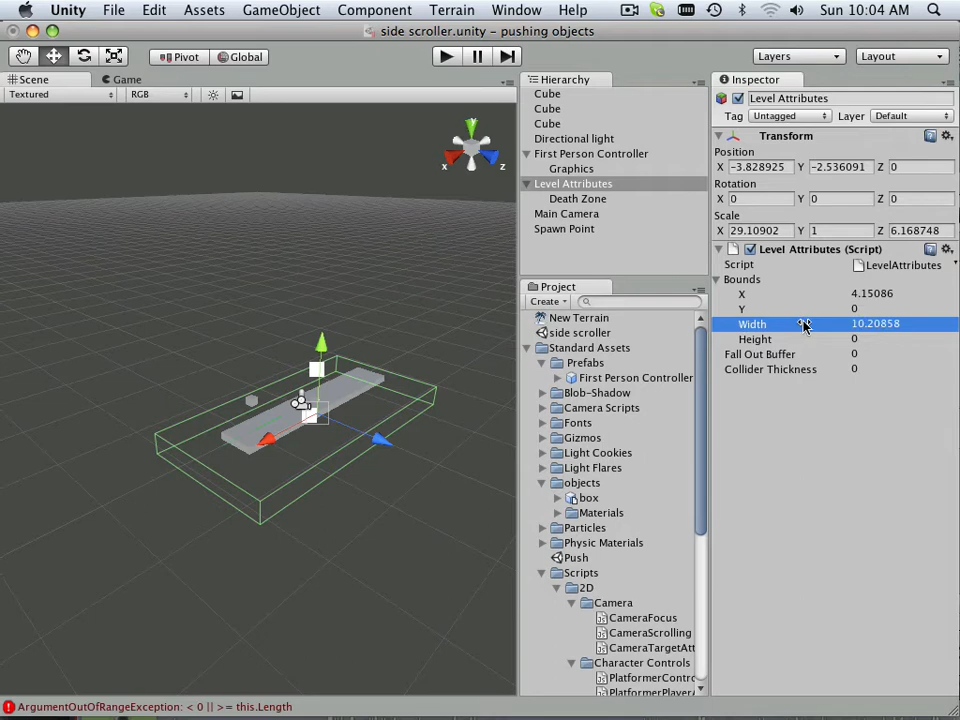 Unity File Edit Assets GameObject Component Terrain Window Help Sun 10:04 AM
side scroller.unity - pushing objects
Pivot Global Layers Layout
Scene Game Hierarchy Inspector
Textured RGB
y
x z
Cube
Cube
Cube
Directional light
First Person Controller
Graphics
Level Attributes
Death Zone
Main Camera
Spawn Point
Project
Create
New Terrain
side scroller
Standard Assets
Prefabs
First Person Controller
Blob-Shadow
Camera Scripts
Fonts
Gizmos
Light Cookies
Light Flares
objects
box
Materials
Particles
Physic Materials
Push
Scripts
2D
Camera
CameraFocus
CameraScrolling
CameraTargetAtt
Character Controls
PlatformerContro
PlatformerPlayer
Level Attributes
Tag Untagged Layer Default
Transform
Position
X -3.828925 Y -2.536091 Z 0
Rotation
X 0 Y 0 Z 0
Scale
X 29.10902 Y 1 Z 6.168748
Level Attributes (Script)
Script LevelAttributes
Bounds
X 4.15086
Y 0
Width 10.20858
Height 0
Fall Out Buffer 0
Collider Thickness 0
ArgumentOutOfRangeException: < 0 || >= this.Length